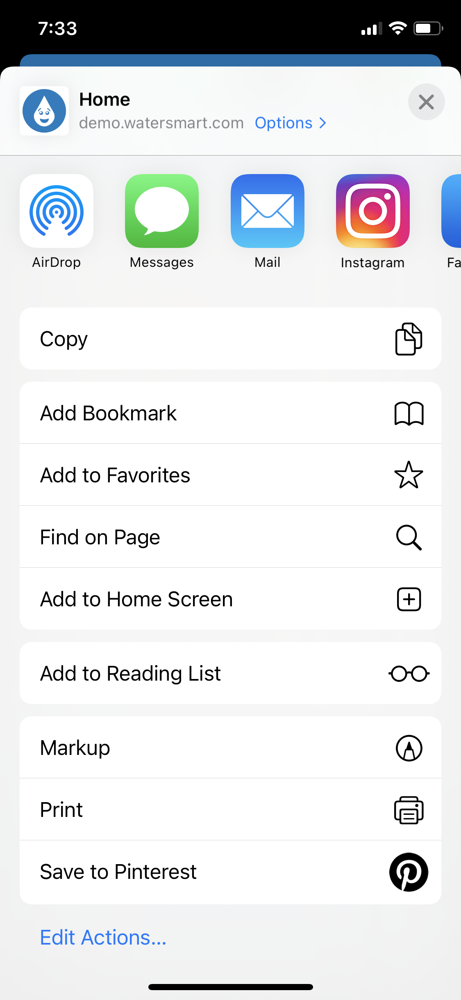 7:33
Home
demo.watersmart.com Options
AirDrop
Messages
Mail
Instagram
Fa
Copy
Add Bookmark
Add to Favorites
Find on Page
Add to Home Screen
Add to Reading List
Markup
Print
Save to Pinterest
Edit Actions...